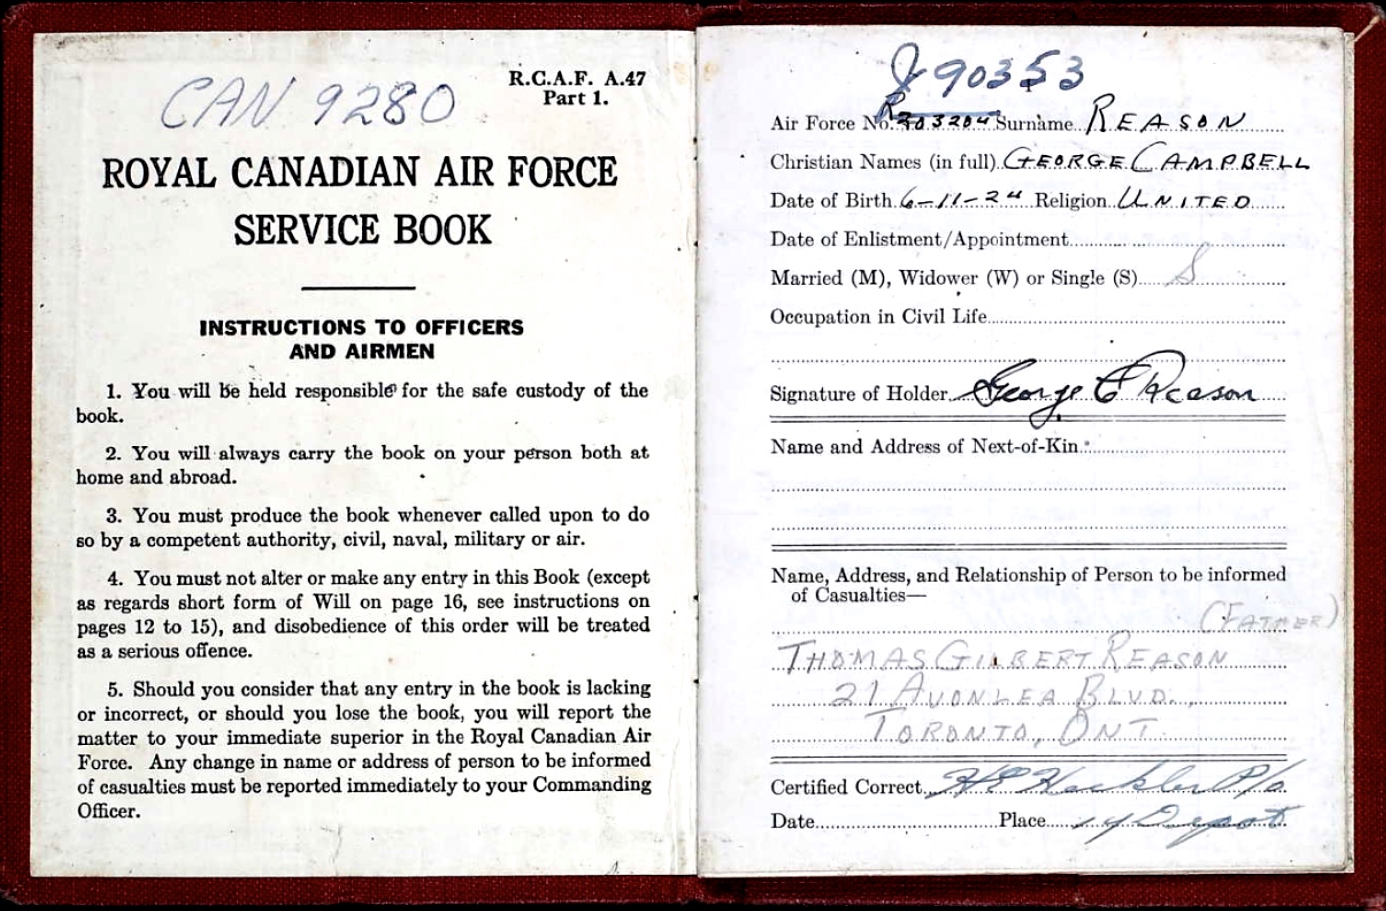 CAN 9280
R.C.A.F. A.47
Part 1.
ROYAL CANADIAN AIR FORCE
SERVICE BOOK
INSTRUCTIONS TO OFFICERS
AND AIRMEN
1. You will be held responsible for the safe custody of the
book.
2. You will always carry the book on your person both at
home and abroad.
3. You must produce the book whenever called upon to do
so by a competent authority, civil, naval, military or air.
4. You must not alter or make any entry in this Book (except
as regards short form of Will on page 16, see instructions on
pages 12 to 15), and disobedience of this order will be treated
as a serious offence.
5. Should you consider that any entry in the book is lacking
or incorrect, or should you lose the book, you will report the
matter to your immediate superior in the Royal Canadian Air
Force. Any change in name or address of person to be informed
of casualties must be reported immediately to your Commanding
Officer.
J90353
Air Force No. R203204 Surname REASON
Christian Names (in full) GEORGE CAMPBELL
Date of Birth 6-11-24 Religion UNITED
Date of Enlistment/Appointment
Married (M), Widower (W) or Single (S) S
Occupation in Civil Life
Signature of Holder George C Reason
Name and Address of Next-of-Kin
Name, Address, and Relationship of Person to be informed
of Casualties—
(FATHER)
THOMAS GILBERT REASON
21 AVONLEA BLVD.,
TORONTO, ONT.
Certified Correct P/O
Date Place 14 Depot